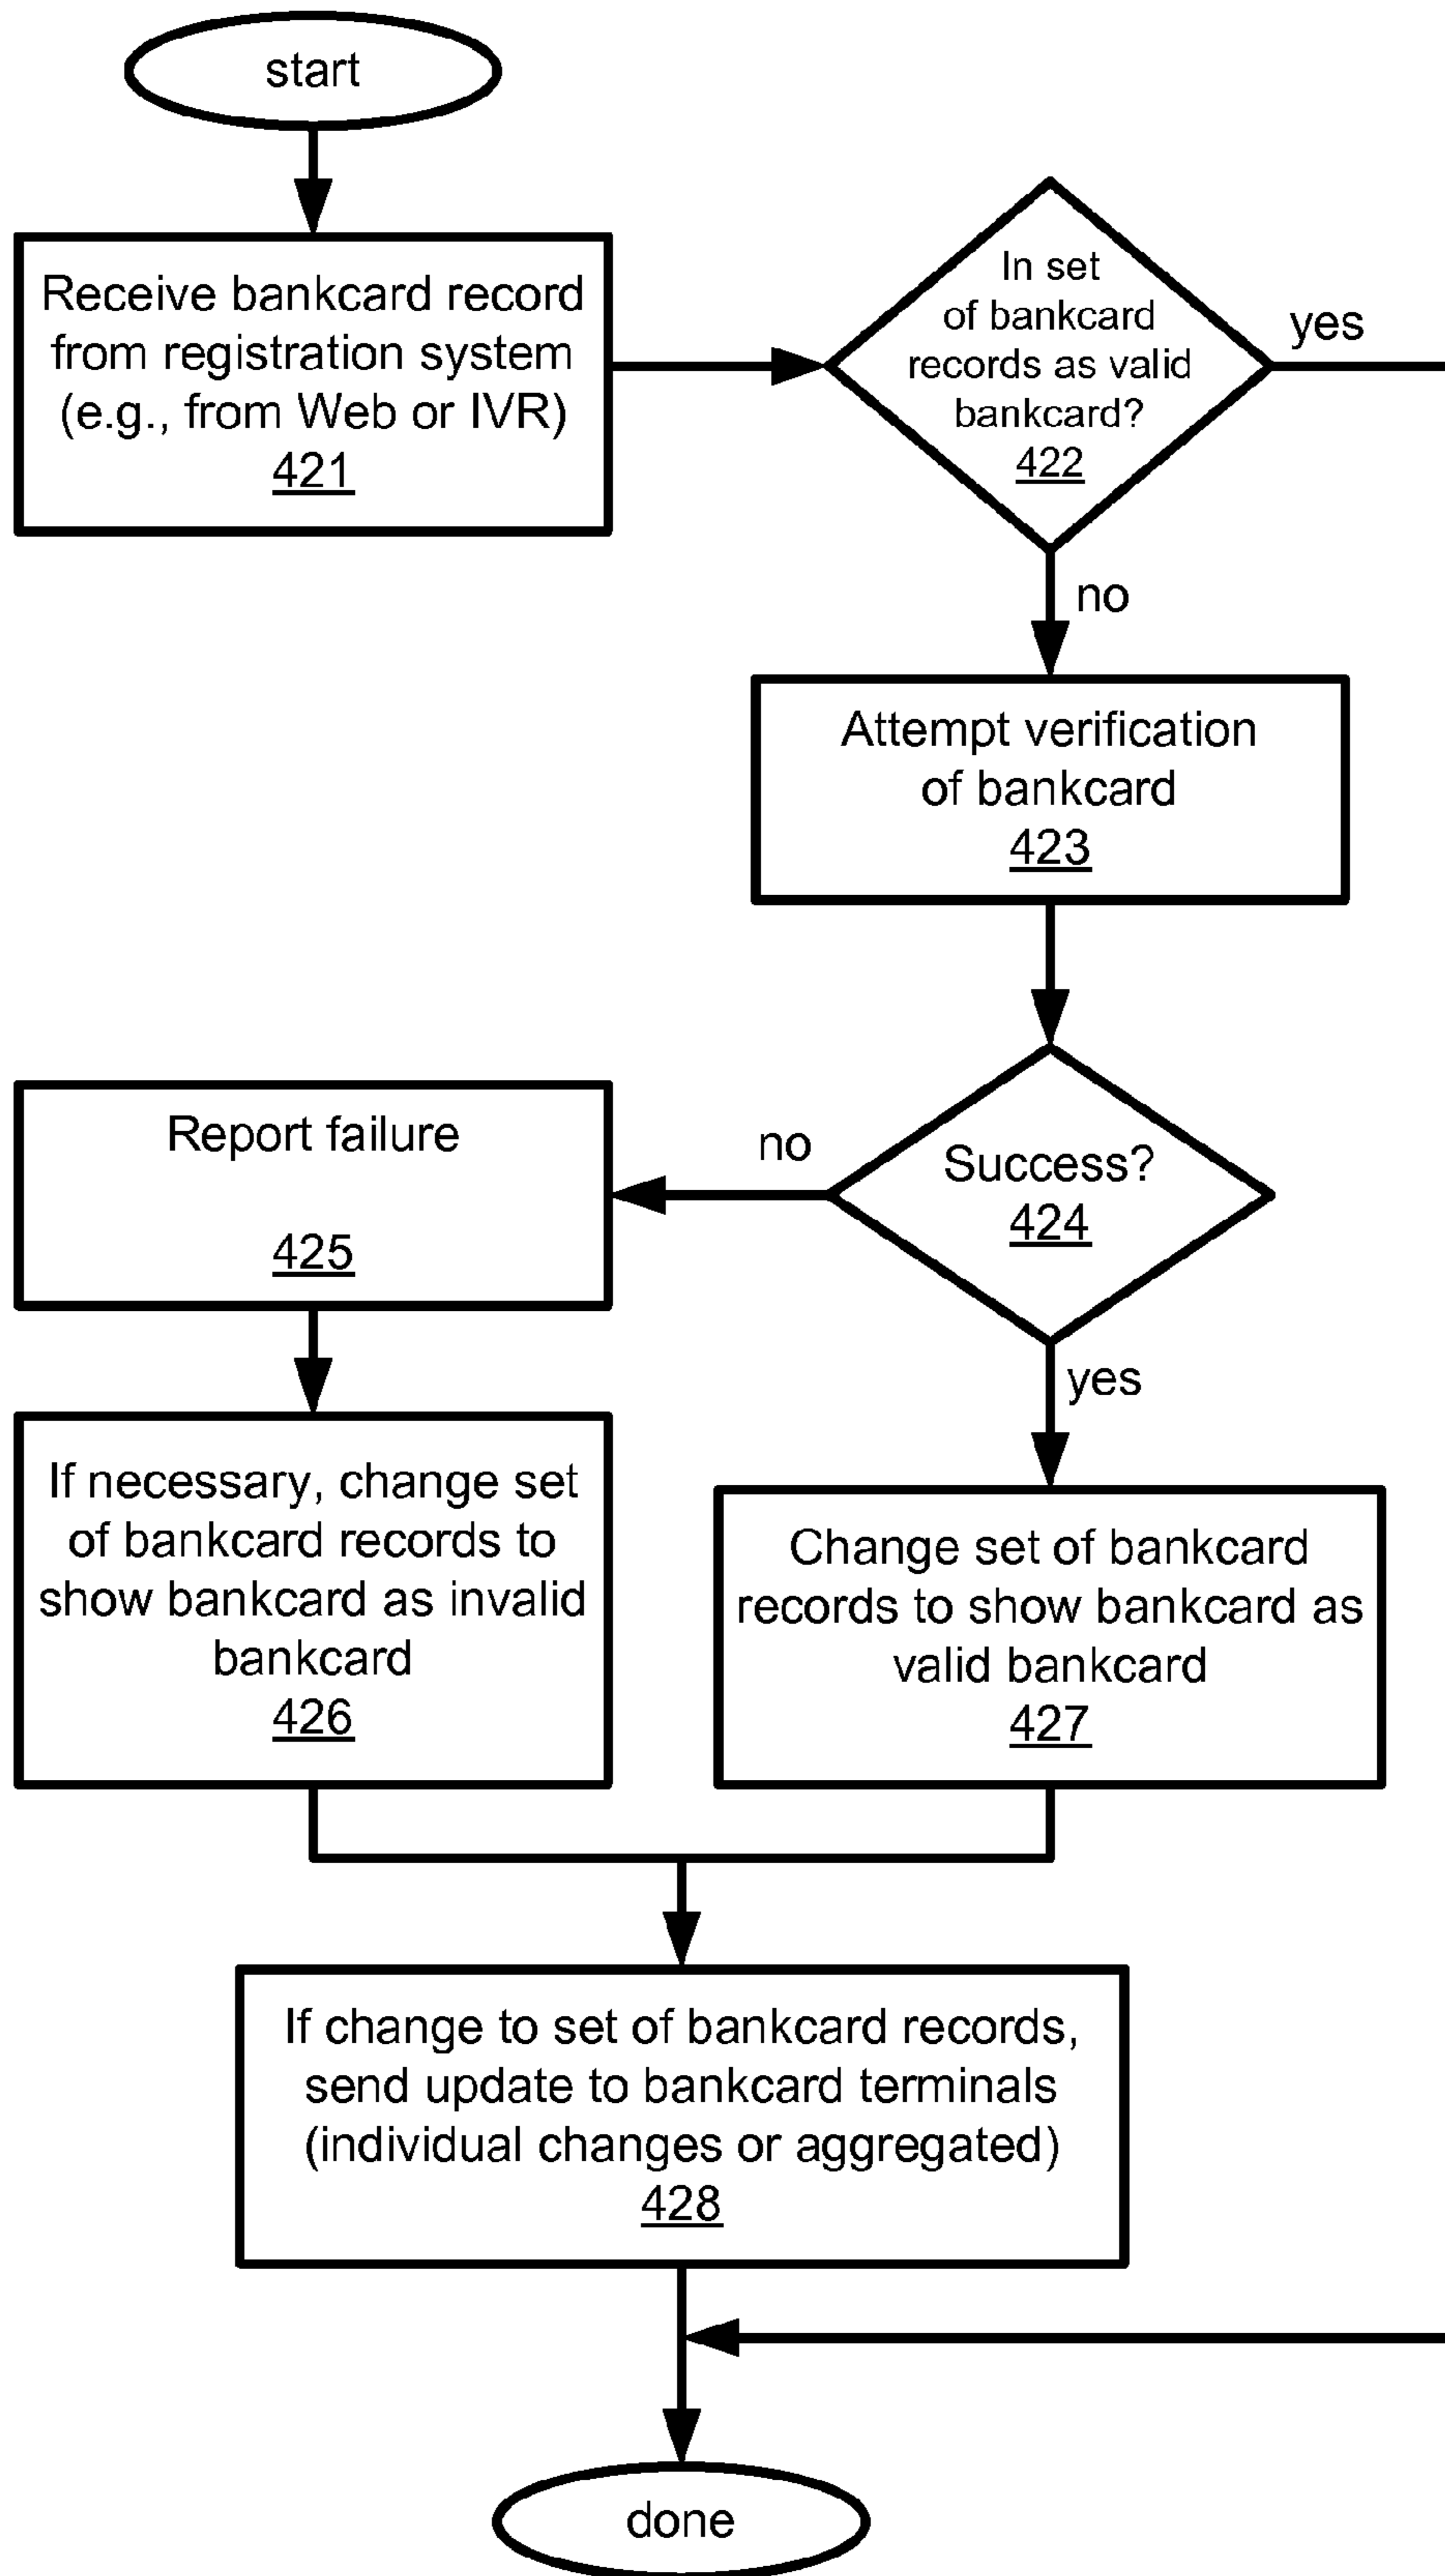 start
Receive bankcard record
from registration system
(e.g., from Web or IVR)
421
In set
of bankcard
records as valid
bankcard?
422
yes
no
Attempt verification
of bankcard
423
Success?
424
no
yes
Report failure
425
If necessary, change set
of bankcard records to
show bankcard as invalid
bankcard
426
Change set of bankcard
records to show bankcard as
valid bankcard
427
If change to set of bankcard records,
send update to bankcard terminals
(individual changes or aggregated)
428
done